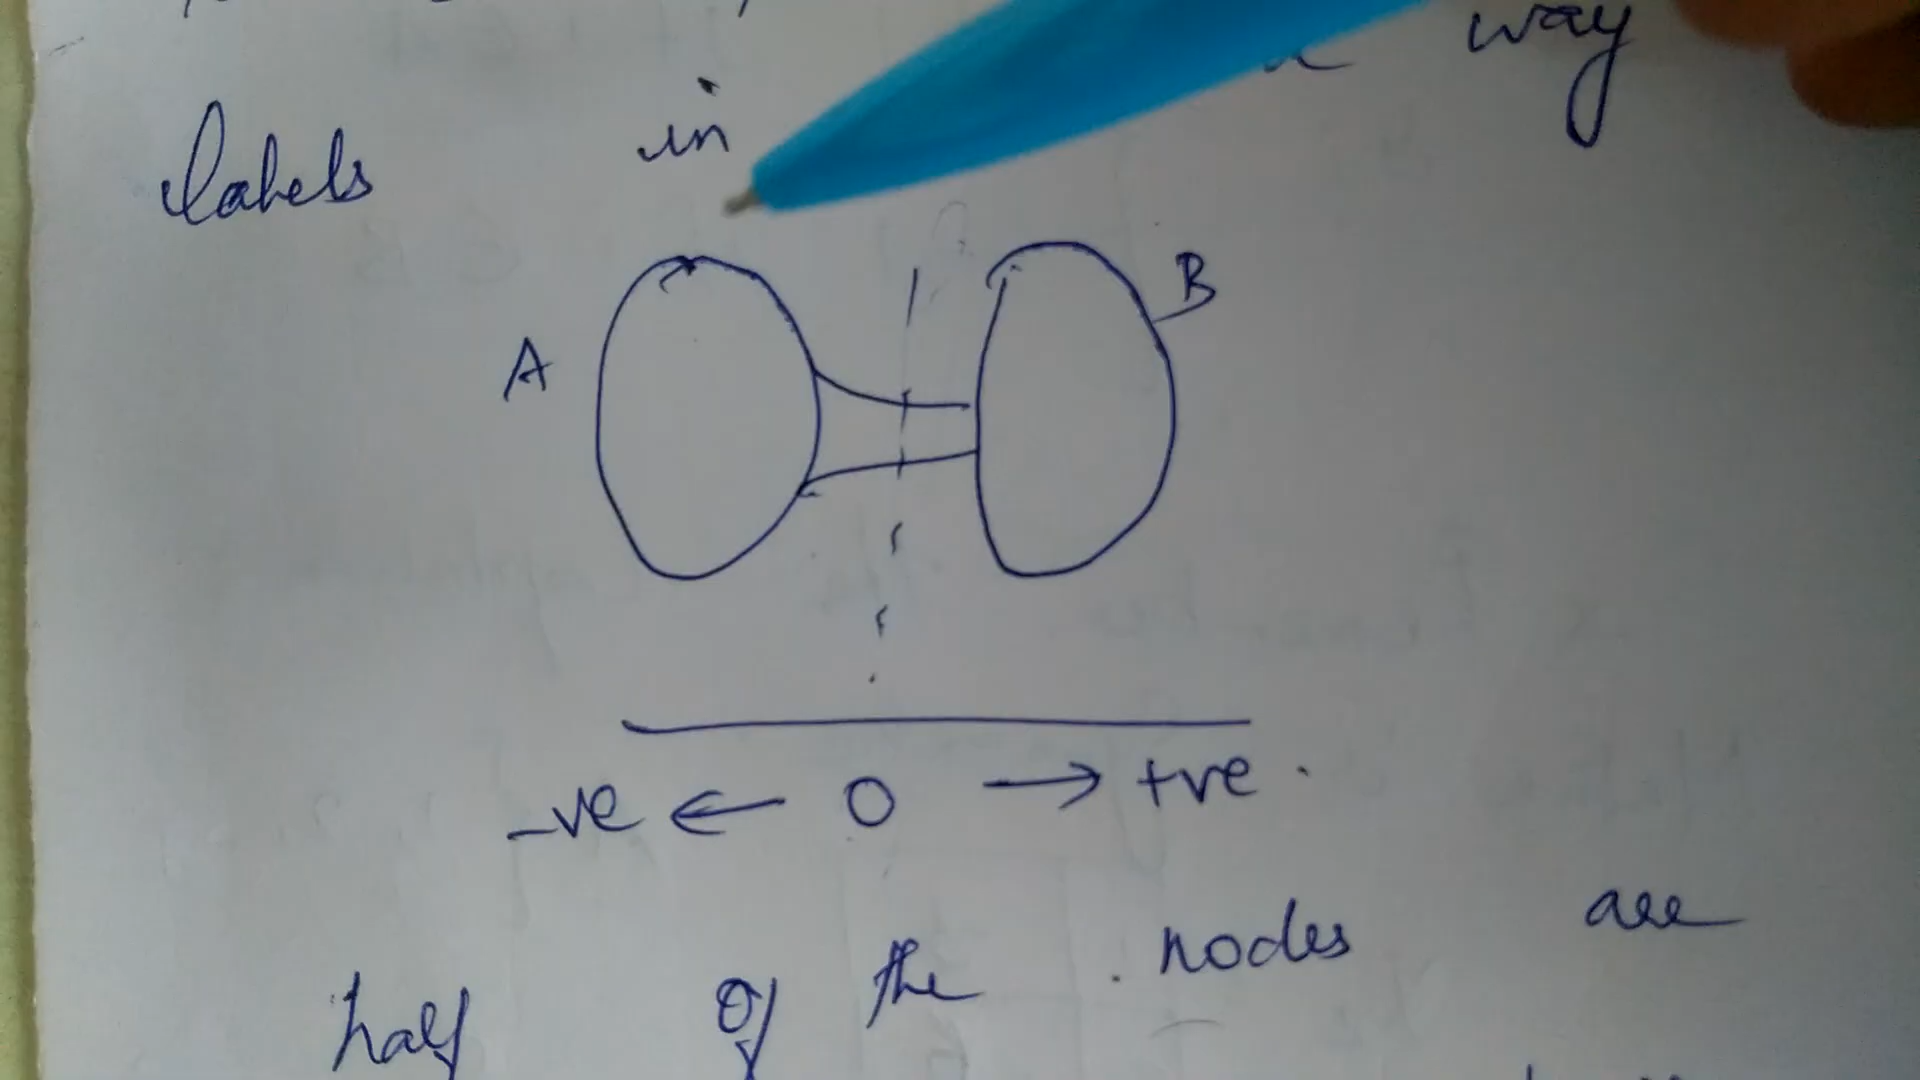 way
labels in
B
A
-ve ← 0 → +ve .
are
half of the . nodes